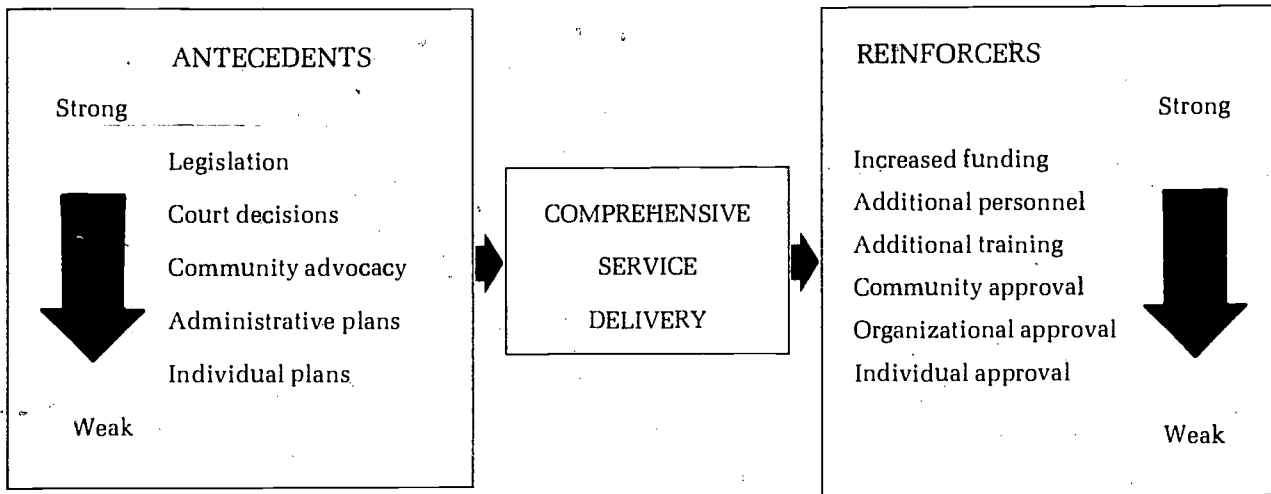 ANTECEDENTS
Strong
Legislation
Court decisions
Community advocacy
Administrative plans
Individual plans
Weak
COMPREHENSIVE
SERVICE
DELIVERY
REINFORCERS
Strong
Increased funding
Additional personnel
Additional training
Community approval
Organizational approval
Individual approval
Weak